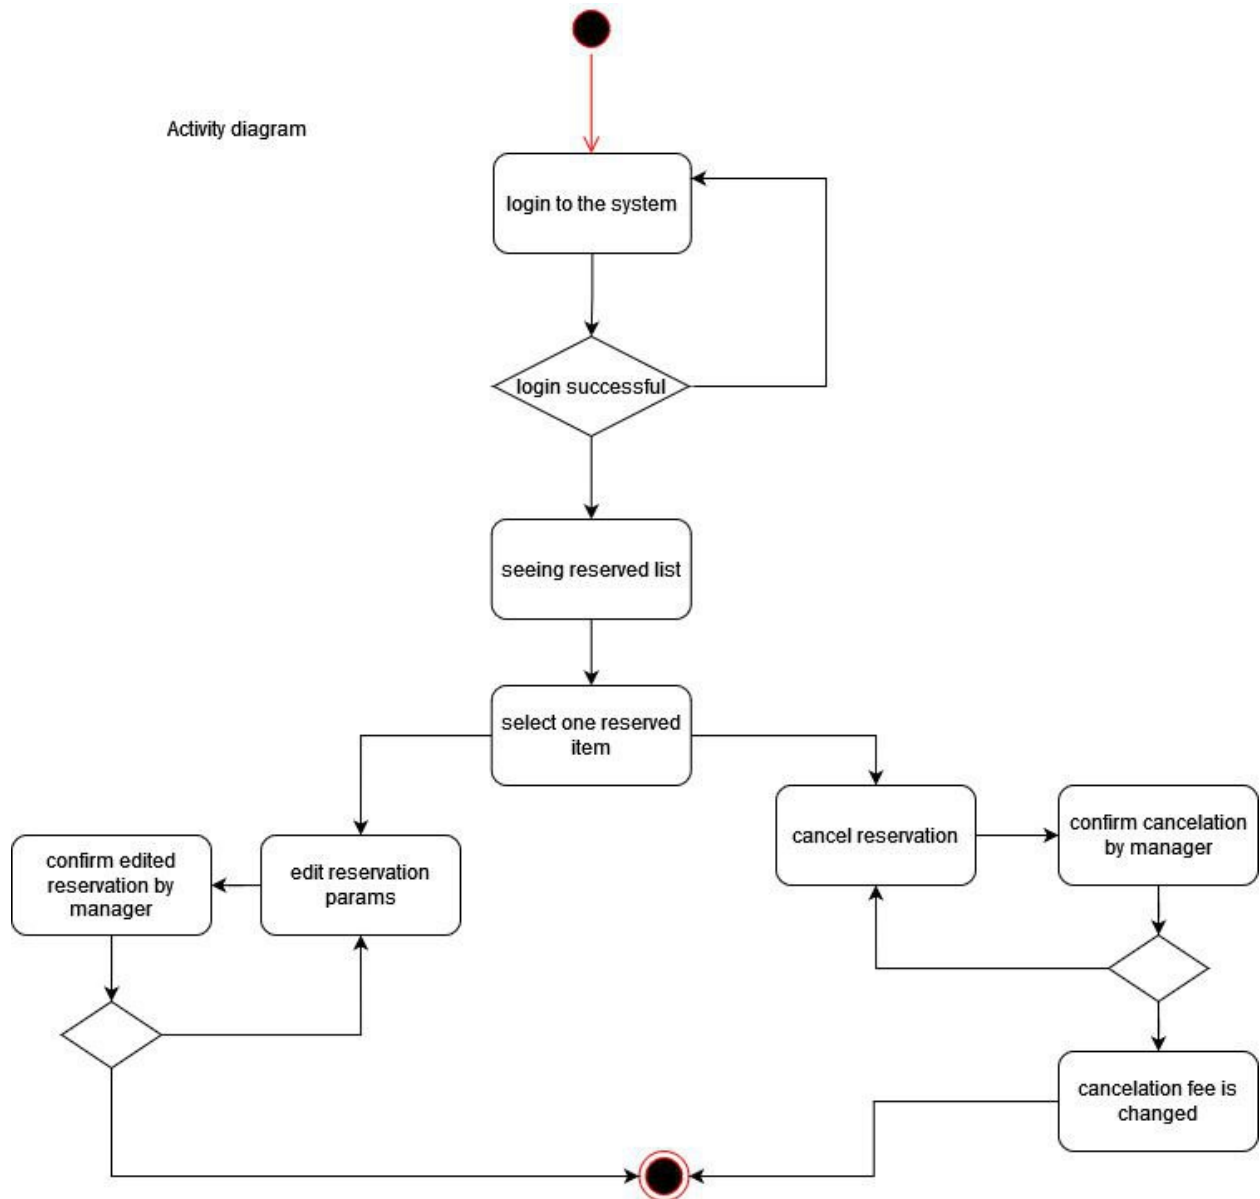 Activity diagram
login to the system
login successful
seeing reserved list
select one reserved
item
cancel reservation
confirm cancelation
by manager
confirm edited
reservation by
manager
edit reservation
params
cancelation fee is
changed